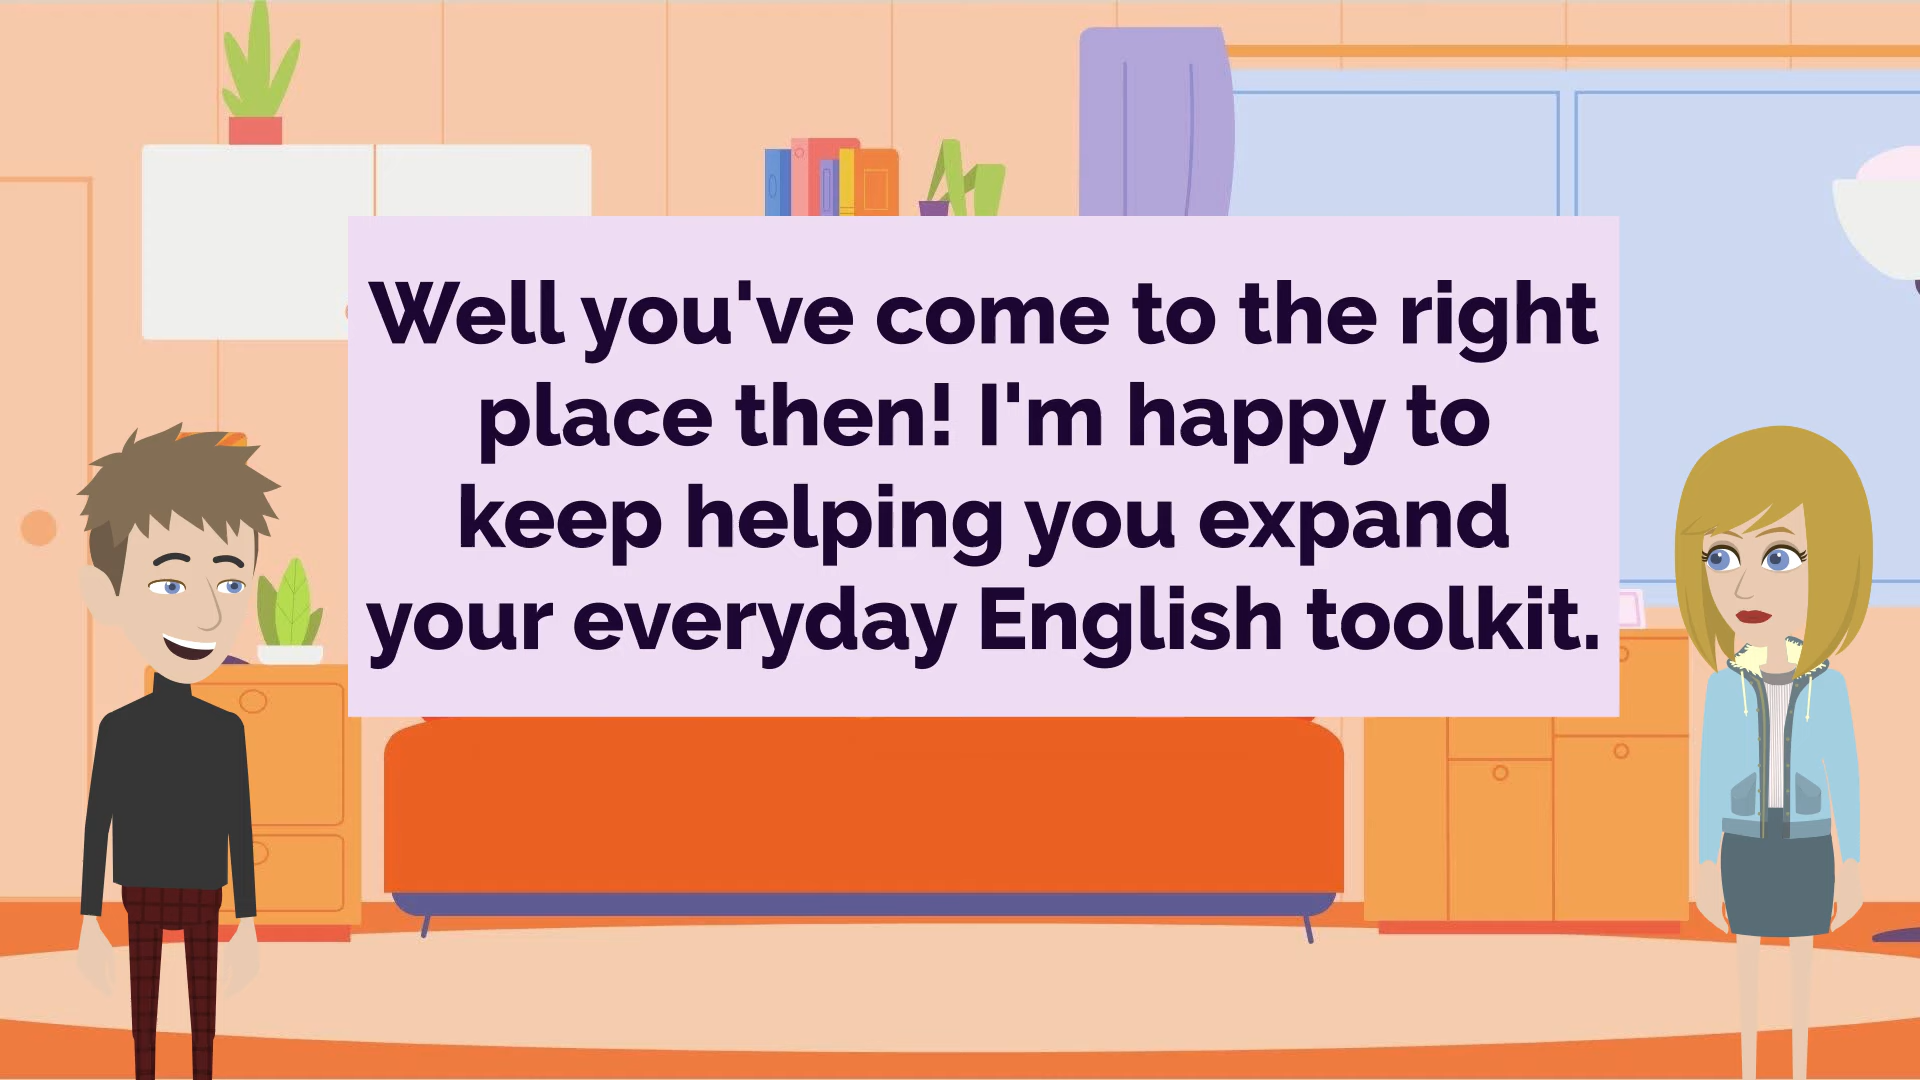 Well you've come to the right
place then! I'm happy to
keep helping you expand
your everyday English toolkit.